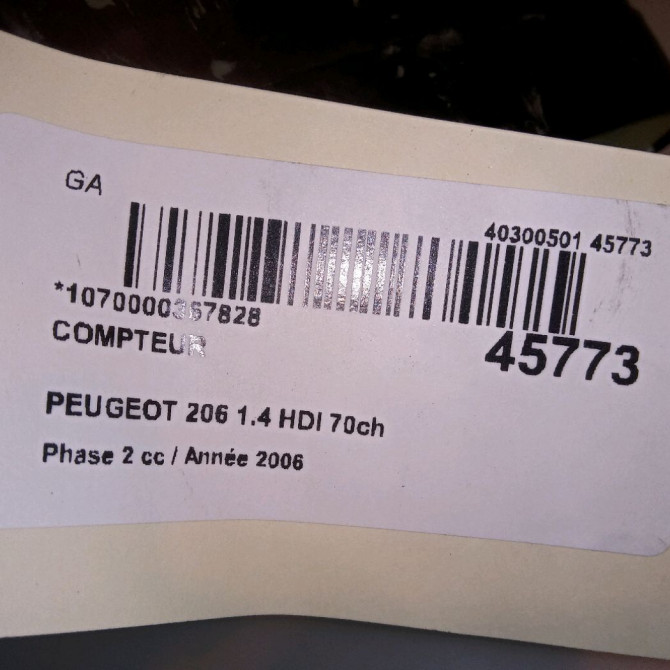 GA
40300501 45773
*1070000367828
COMPTEUR
45773
PEUGEOT 206 1.4 HDI 70ch
Phase 2 cc / Année 2006